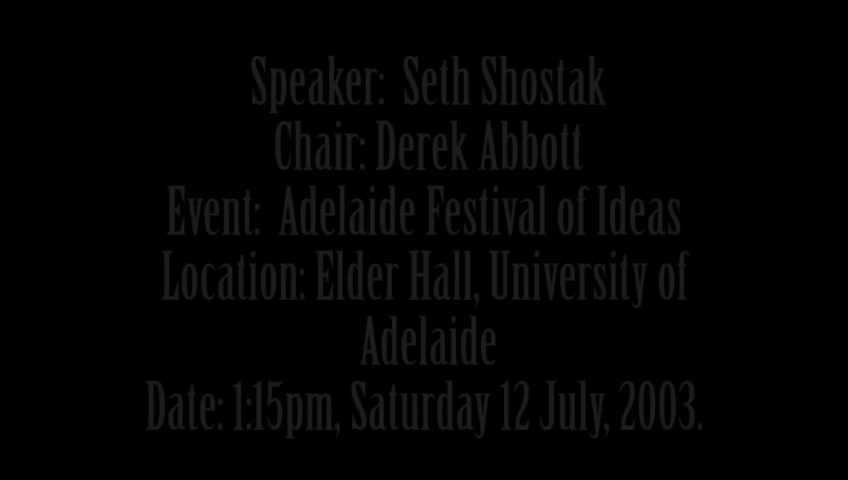 Speaker:  Seth Shostak
Chair: Derek Abbott
Event:  Adelaide Festival of Ideas
Location: Elder Hall, University of
Adelaide
Date: 1:15pm, Saturday 12 July, 2003.